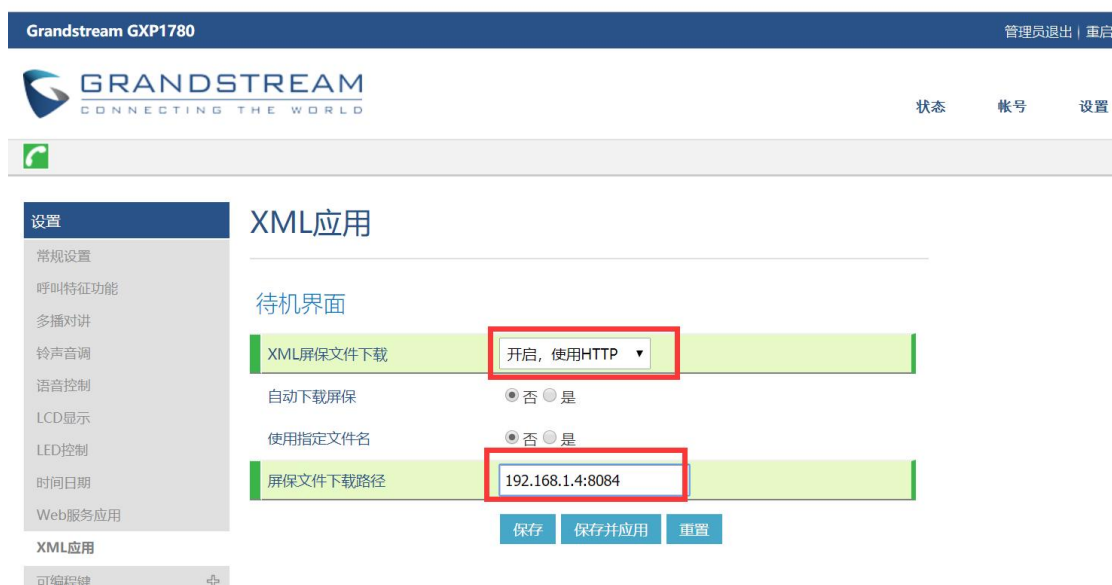 Grandstream GXP1780
管理员退出 | 重启
GRANDSTREAM
CONNECTING THE WORLD
状态 帐号 设置
设置
常规设置
呼叫特征功能
多播对讲
铃声音调
语音控制
LCD显示
LED控制
时间日期
Web服务应用
XML应用
可编程键
XML应用
待机界面
XML屏保文件下载 开启，使用HTTP
自动下载屏保 否 是
使用指定文件名 否 是
屏保文件下载路径 192.168.1.4:8084
保存 保存并应用 重置